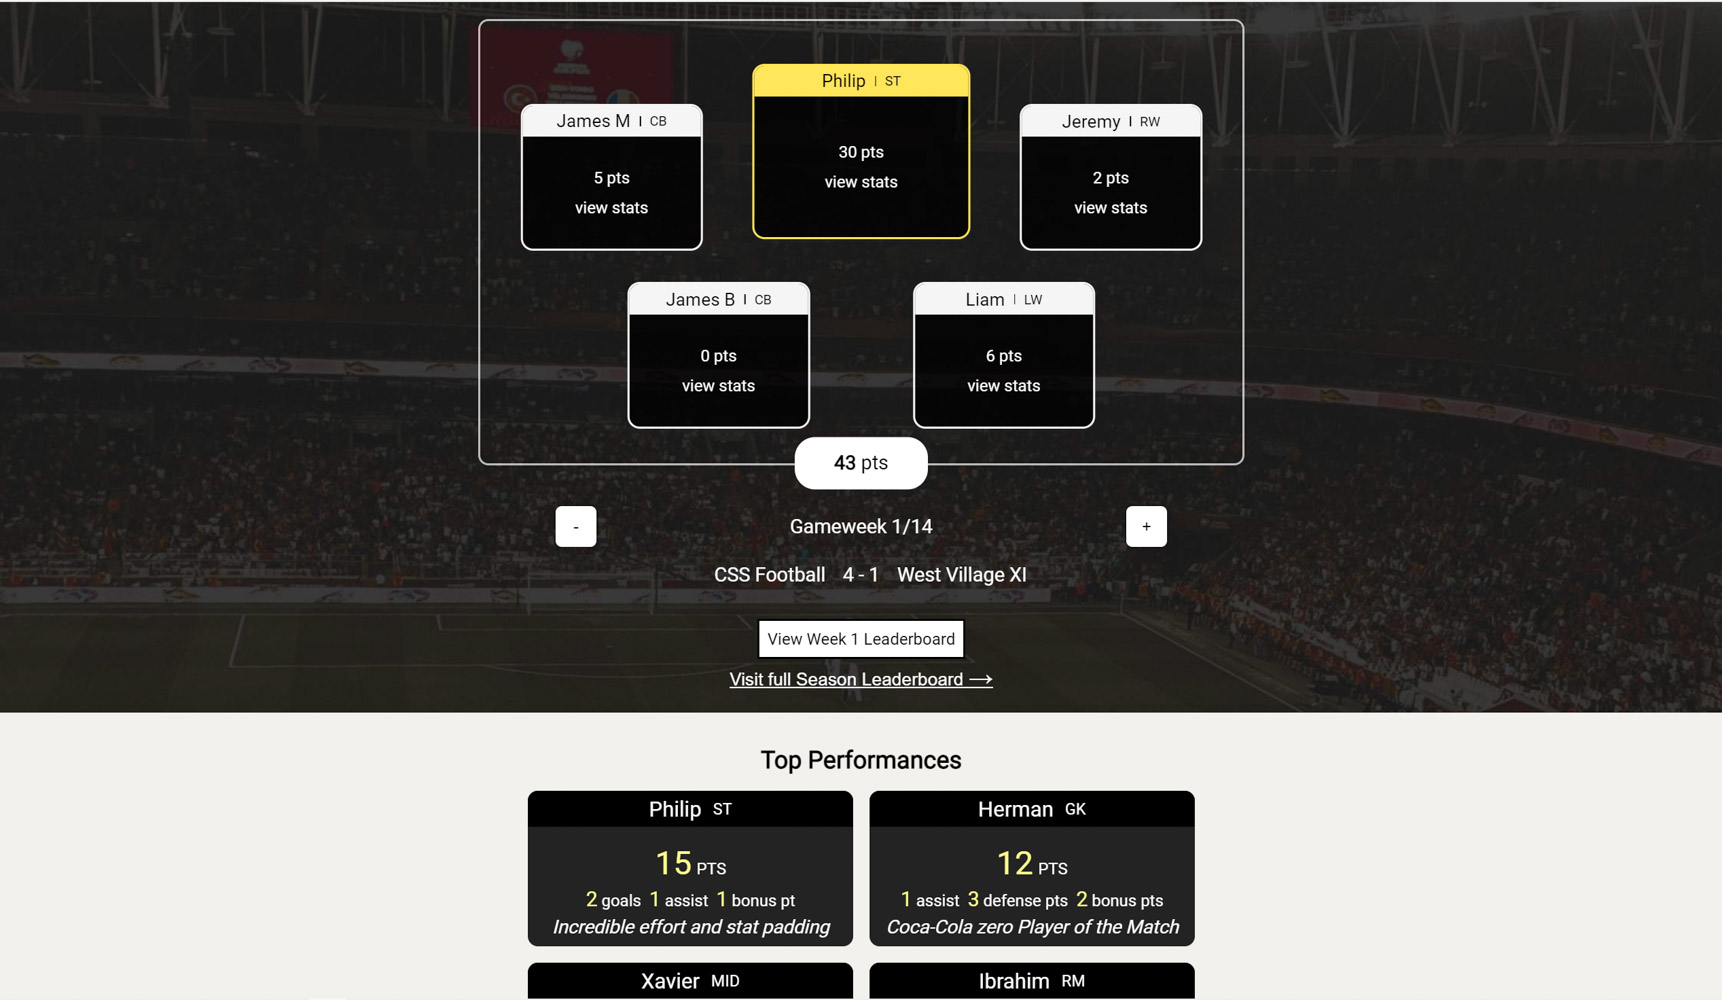 Philip | ST
James M | CB
Jeremy | RW
30 pts
view stats
5 pts
view stats
2 pts
view stats
James B | CB
Liam | LW
0 pts
view stats
6 pts
view stats
43 pts
-
Gameweek 1/14
+
CSS Football 4 - 1 West Village XI
View Week 1 Leaderboard
Visit full Season Leaderboard →
Top Performances
Philip ST
15 PTS
2 goals 1 assist 1 bonus pt
Incredible effort and stat padding
Herman GK
12 PTS
1 assist 3 defense pts 2 bonus pts
Coca-Cola zero Player of the Match
Xavier MID
Ibrahim RM